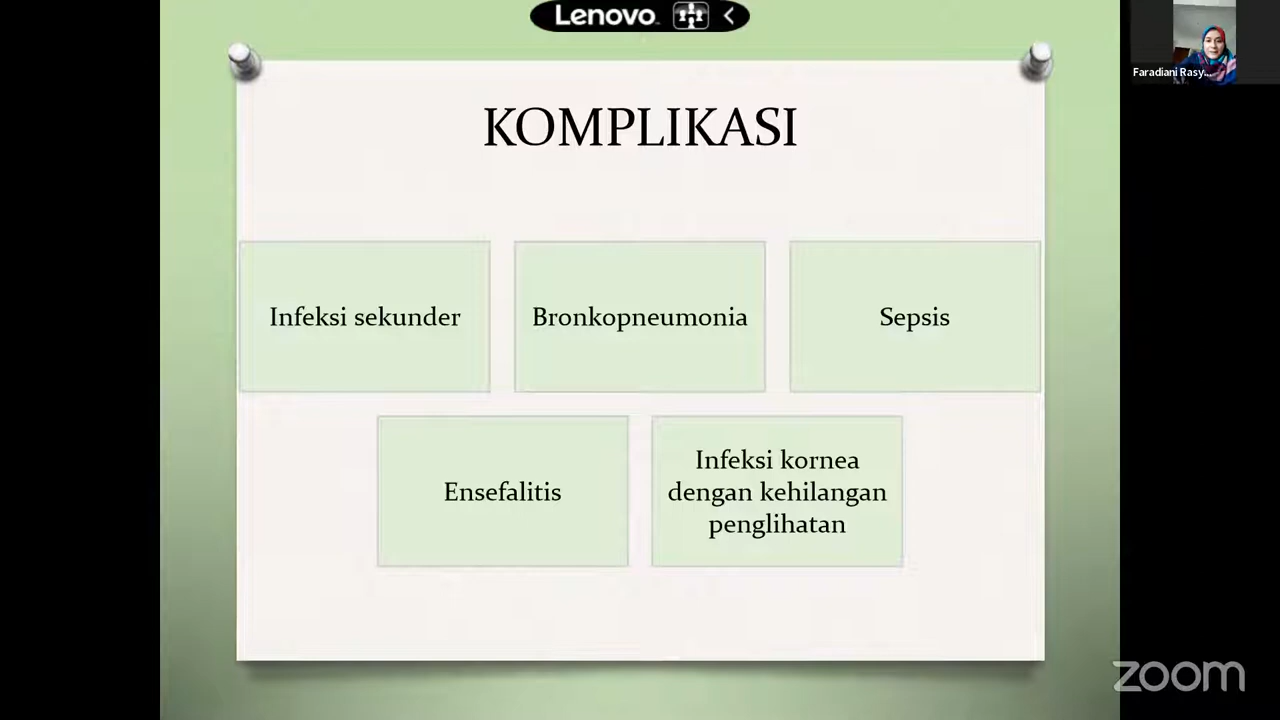 Lenovo
Faradiani Rasy...
KOMPLIKASI
Infeksi sekunder
Bronkopneumonia
Sepsis
Ensefalitis
Infeksi kornea
dengan kehilangan
penglihatan
zoom